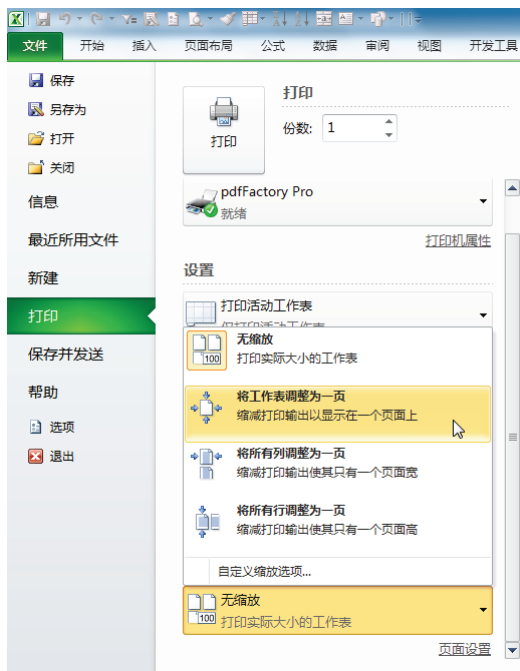 文件 开始 插入 页面布局 公式 数据 审阅 视图 开发工具
保存
另存为
打开
关闭
信息
最近所用文件
新建
打印
保存并发送
帮助
选项
退出
打印
打印
份数: 1
pdfFactory Pro
就绪
打印机属性
设置
打印活动工作表
仅打印活动工作表
无缩放
打印实际大小的工作表
将工作表调整为一页
缩减打印输出以显示在一个页面上
将所有列调整为一页
缩减打印输出使其只有一个页面宽
将所有行调整为一页
缩减打印输出使其只有一个页面高
自定义缩放选项...
无缩放
打印实际大小的工作表
页面设置
100
100